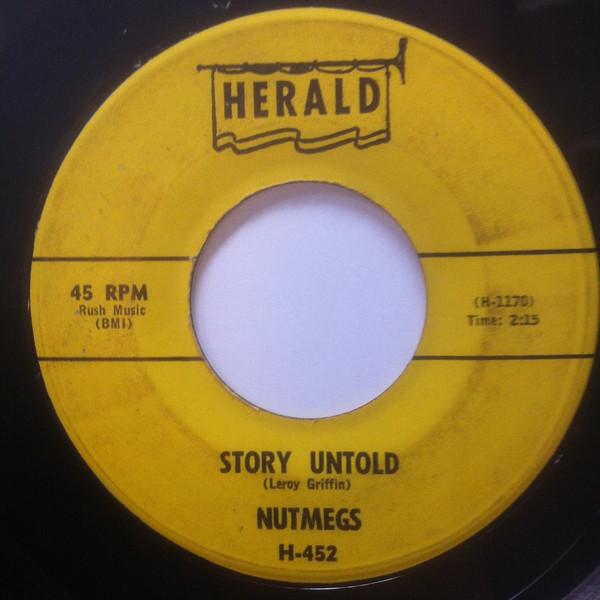 HERALD
45 RPM
Rush Music
(BMI)
(H-1170)
Time: 2:15
STORY UNTOLD
(Leroy Griffin)
NUTMEGS
H-452